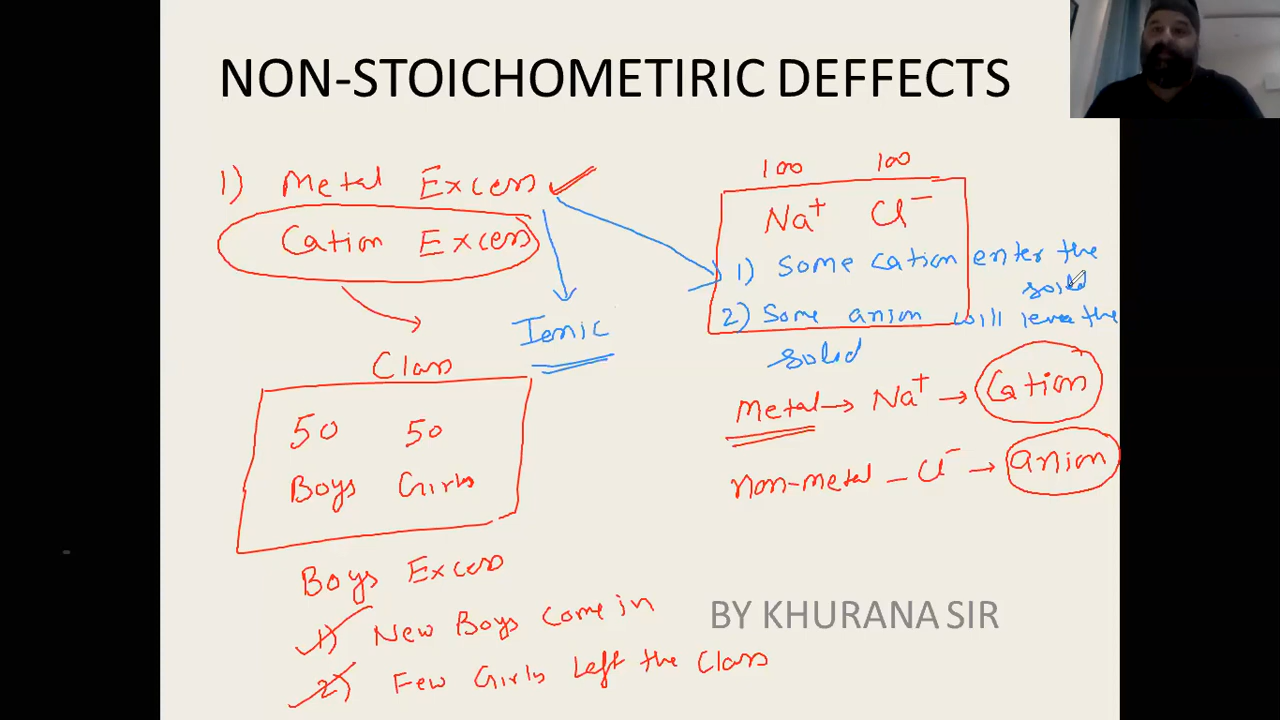 NON-STOICHOMETIRIC DEFFECTS
1) Metal Excess
Cation Excess
Class
50 50
Boys Girls
Boys Excess
1) New Boys come in
2) Few Girls Left the Class
Ionic
100 100
Na+ Cl−
1) Some cation enter the
solid
2) Some anion will leave the
solid
Metal → Na+ → Cation
non-metal – Cl− → anion
BY KHURANA SIR